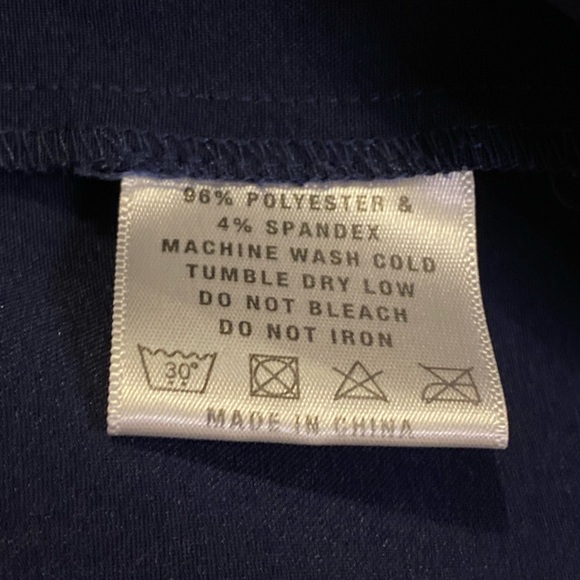 96% POLYESTER &
4% SPANDEX
MACHINE WASH COLD
TUMBLE DRY LOW
DO NOT BLEACH
DO NOT IRON
30°
MADE IN CHINA